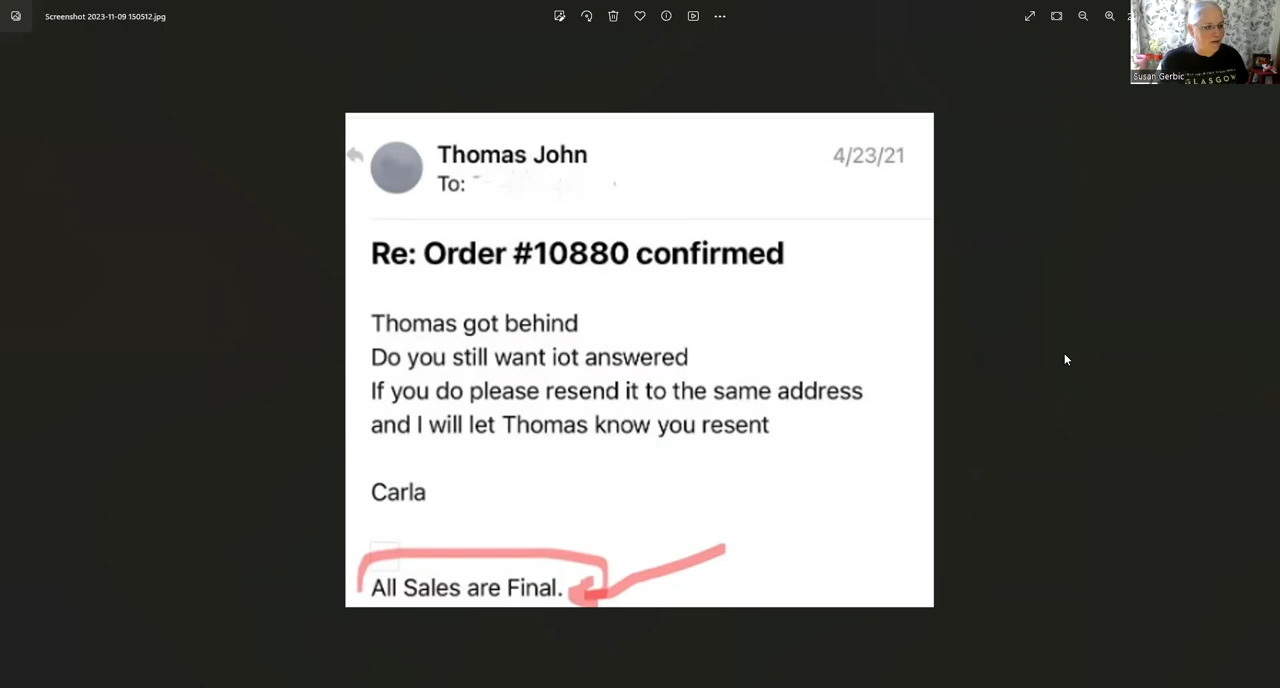 Screenshot 2023-11-09 150512.jpg
Susan Gerbic
GLASGOW
Thomas John
4/23/21
To:
Re: Order #10880 confirmed
Thomas got behind
Do you still want iot answered
If you do please resend it to the same address
and I will let Thomas know you resent
Carla
All Sales are Final.